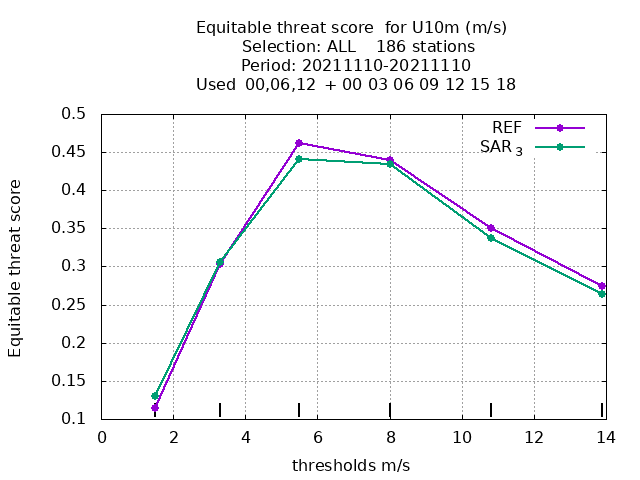 Equitable threat score  for U10m (m/s)
Selection: ALL    186 stations
Period: 20211110-20211110
Used  00,06,12  + 00 03 06 09 12 15 18
REF
SAR 3
Equitable threat score
0.5
0.45
0.4
0.35
0.3
0.25
0.2
0.15
0.1
0 2 4 6 8 10 12 14
thresholds m/s